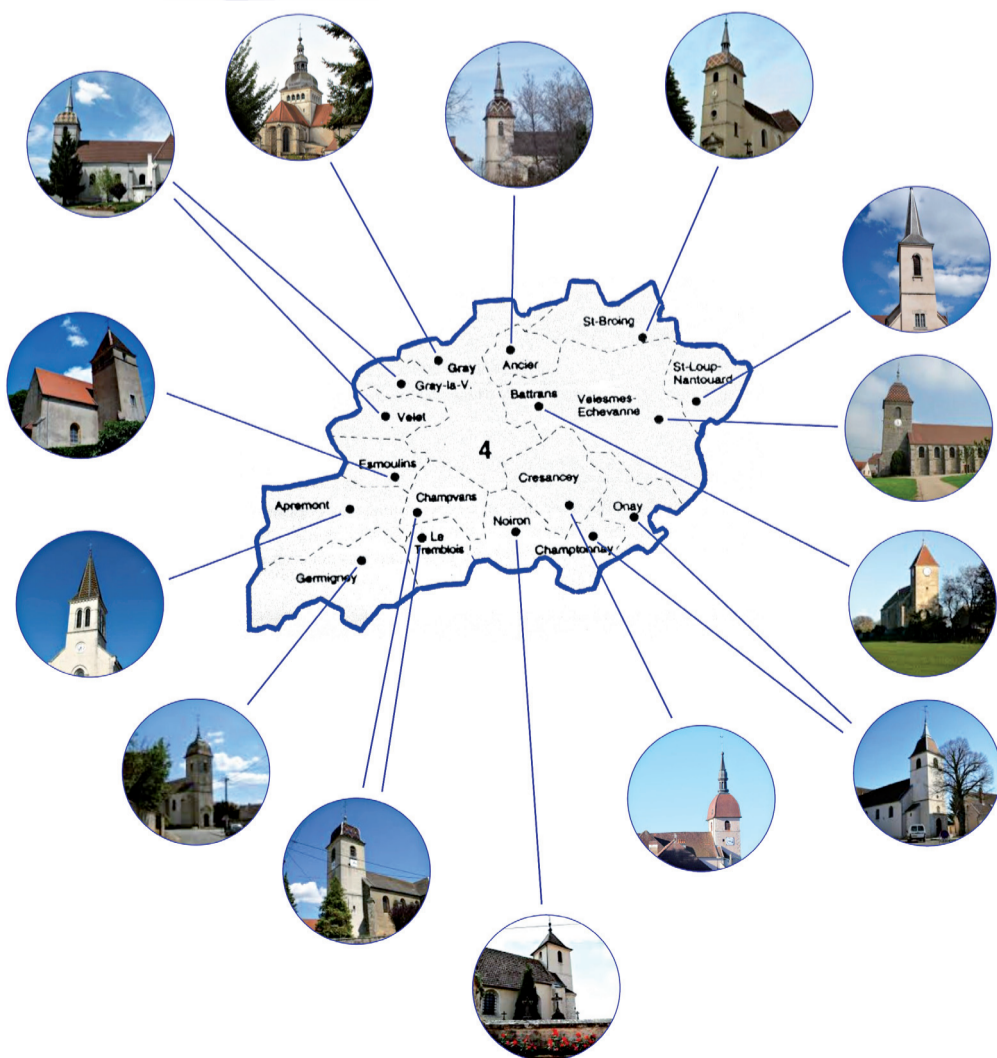 St-Broing
Gray
Ancier
St-Loup-
Nantouard
Gray-la-V.
Battrans
Velesmes-
Echevanne
Velet
4
Esmoulins
Cresancey
Champvans
Apremont
Onay
Noiron
Le
Tremblois
Champtonnay
Germigney